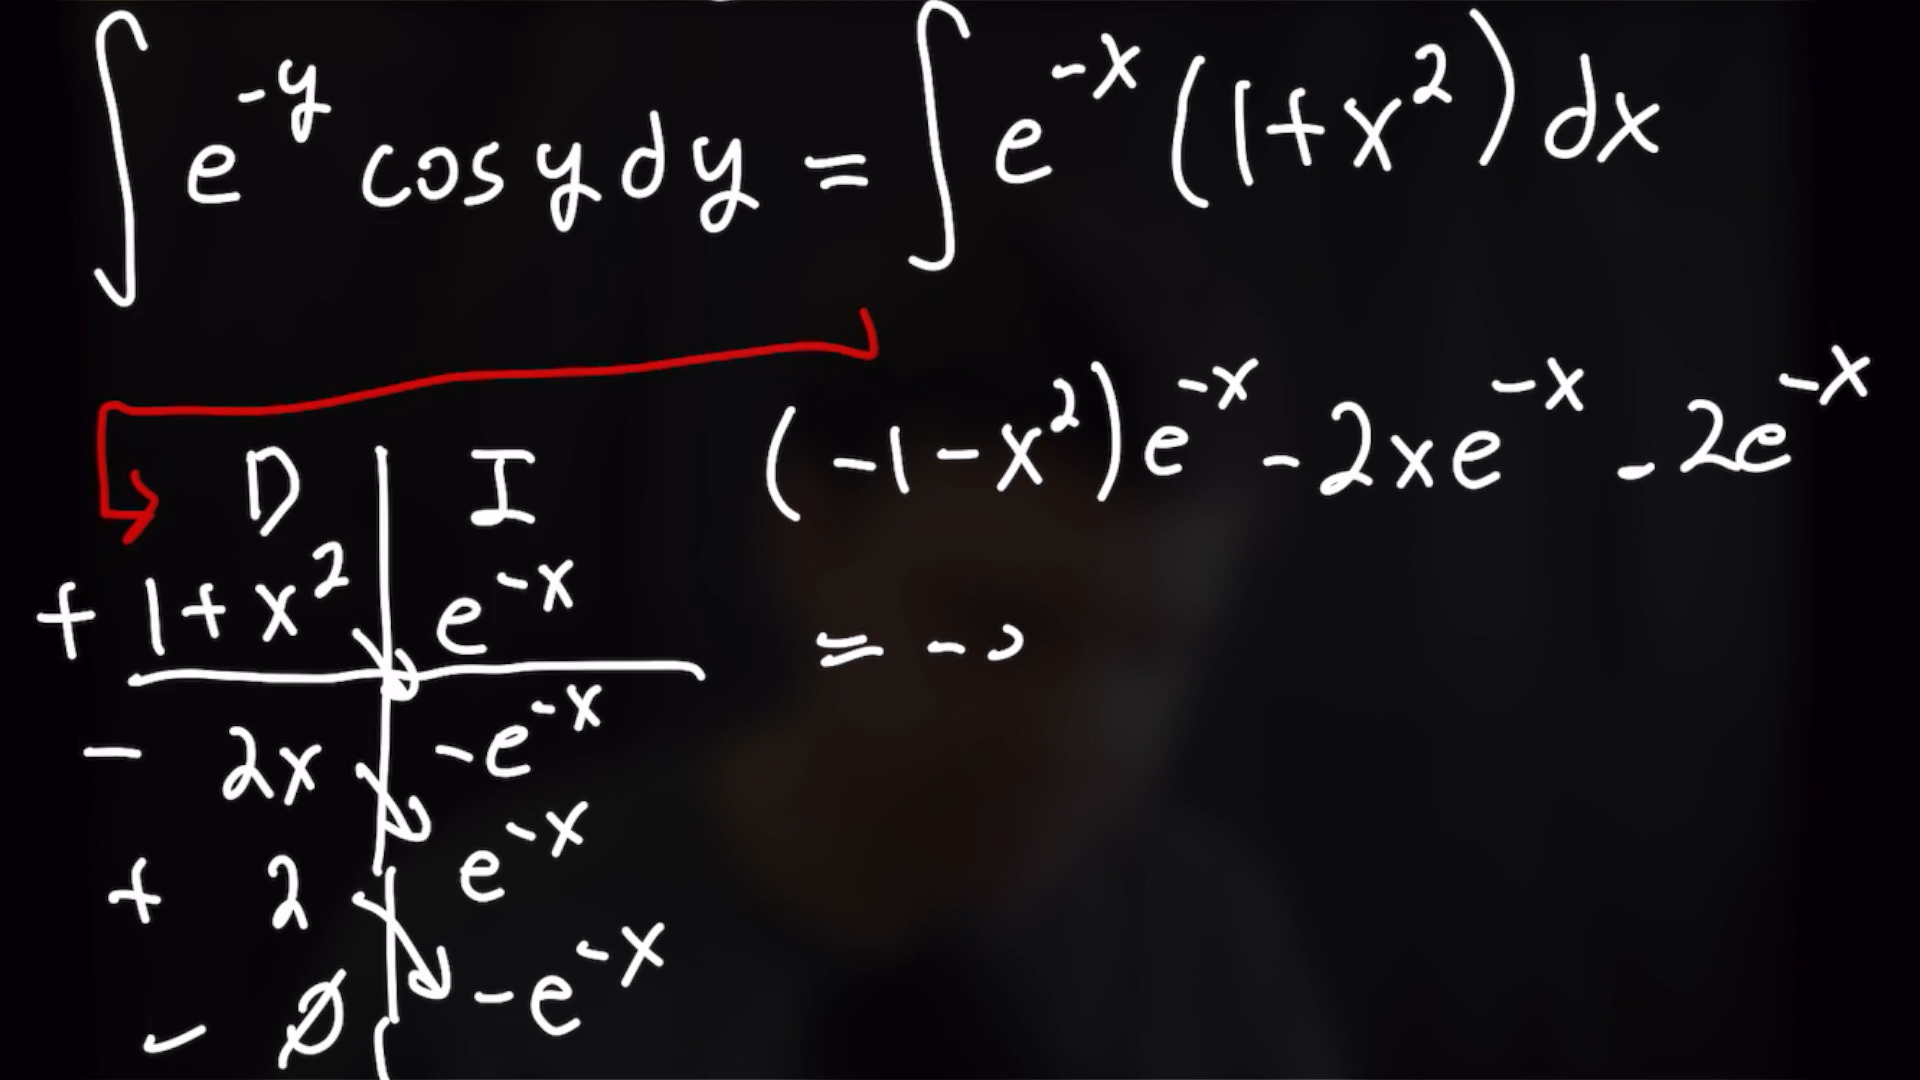 ∫ e^{-y} cos y dy = ∫ e^{-x} (1+x²) dx
(-1-x²)e^{-x} - 2xe^{-x} - 2e^{-x}
D I
+ 1+x² e^{-x}
= -
- 2x -e^{-x}
+ 2 e^{-x}
- 0 -e^{-x}